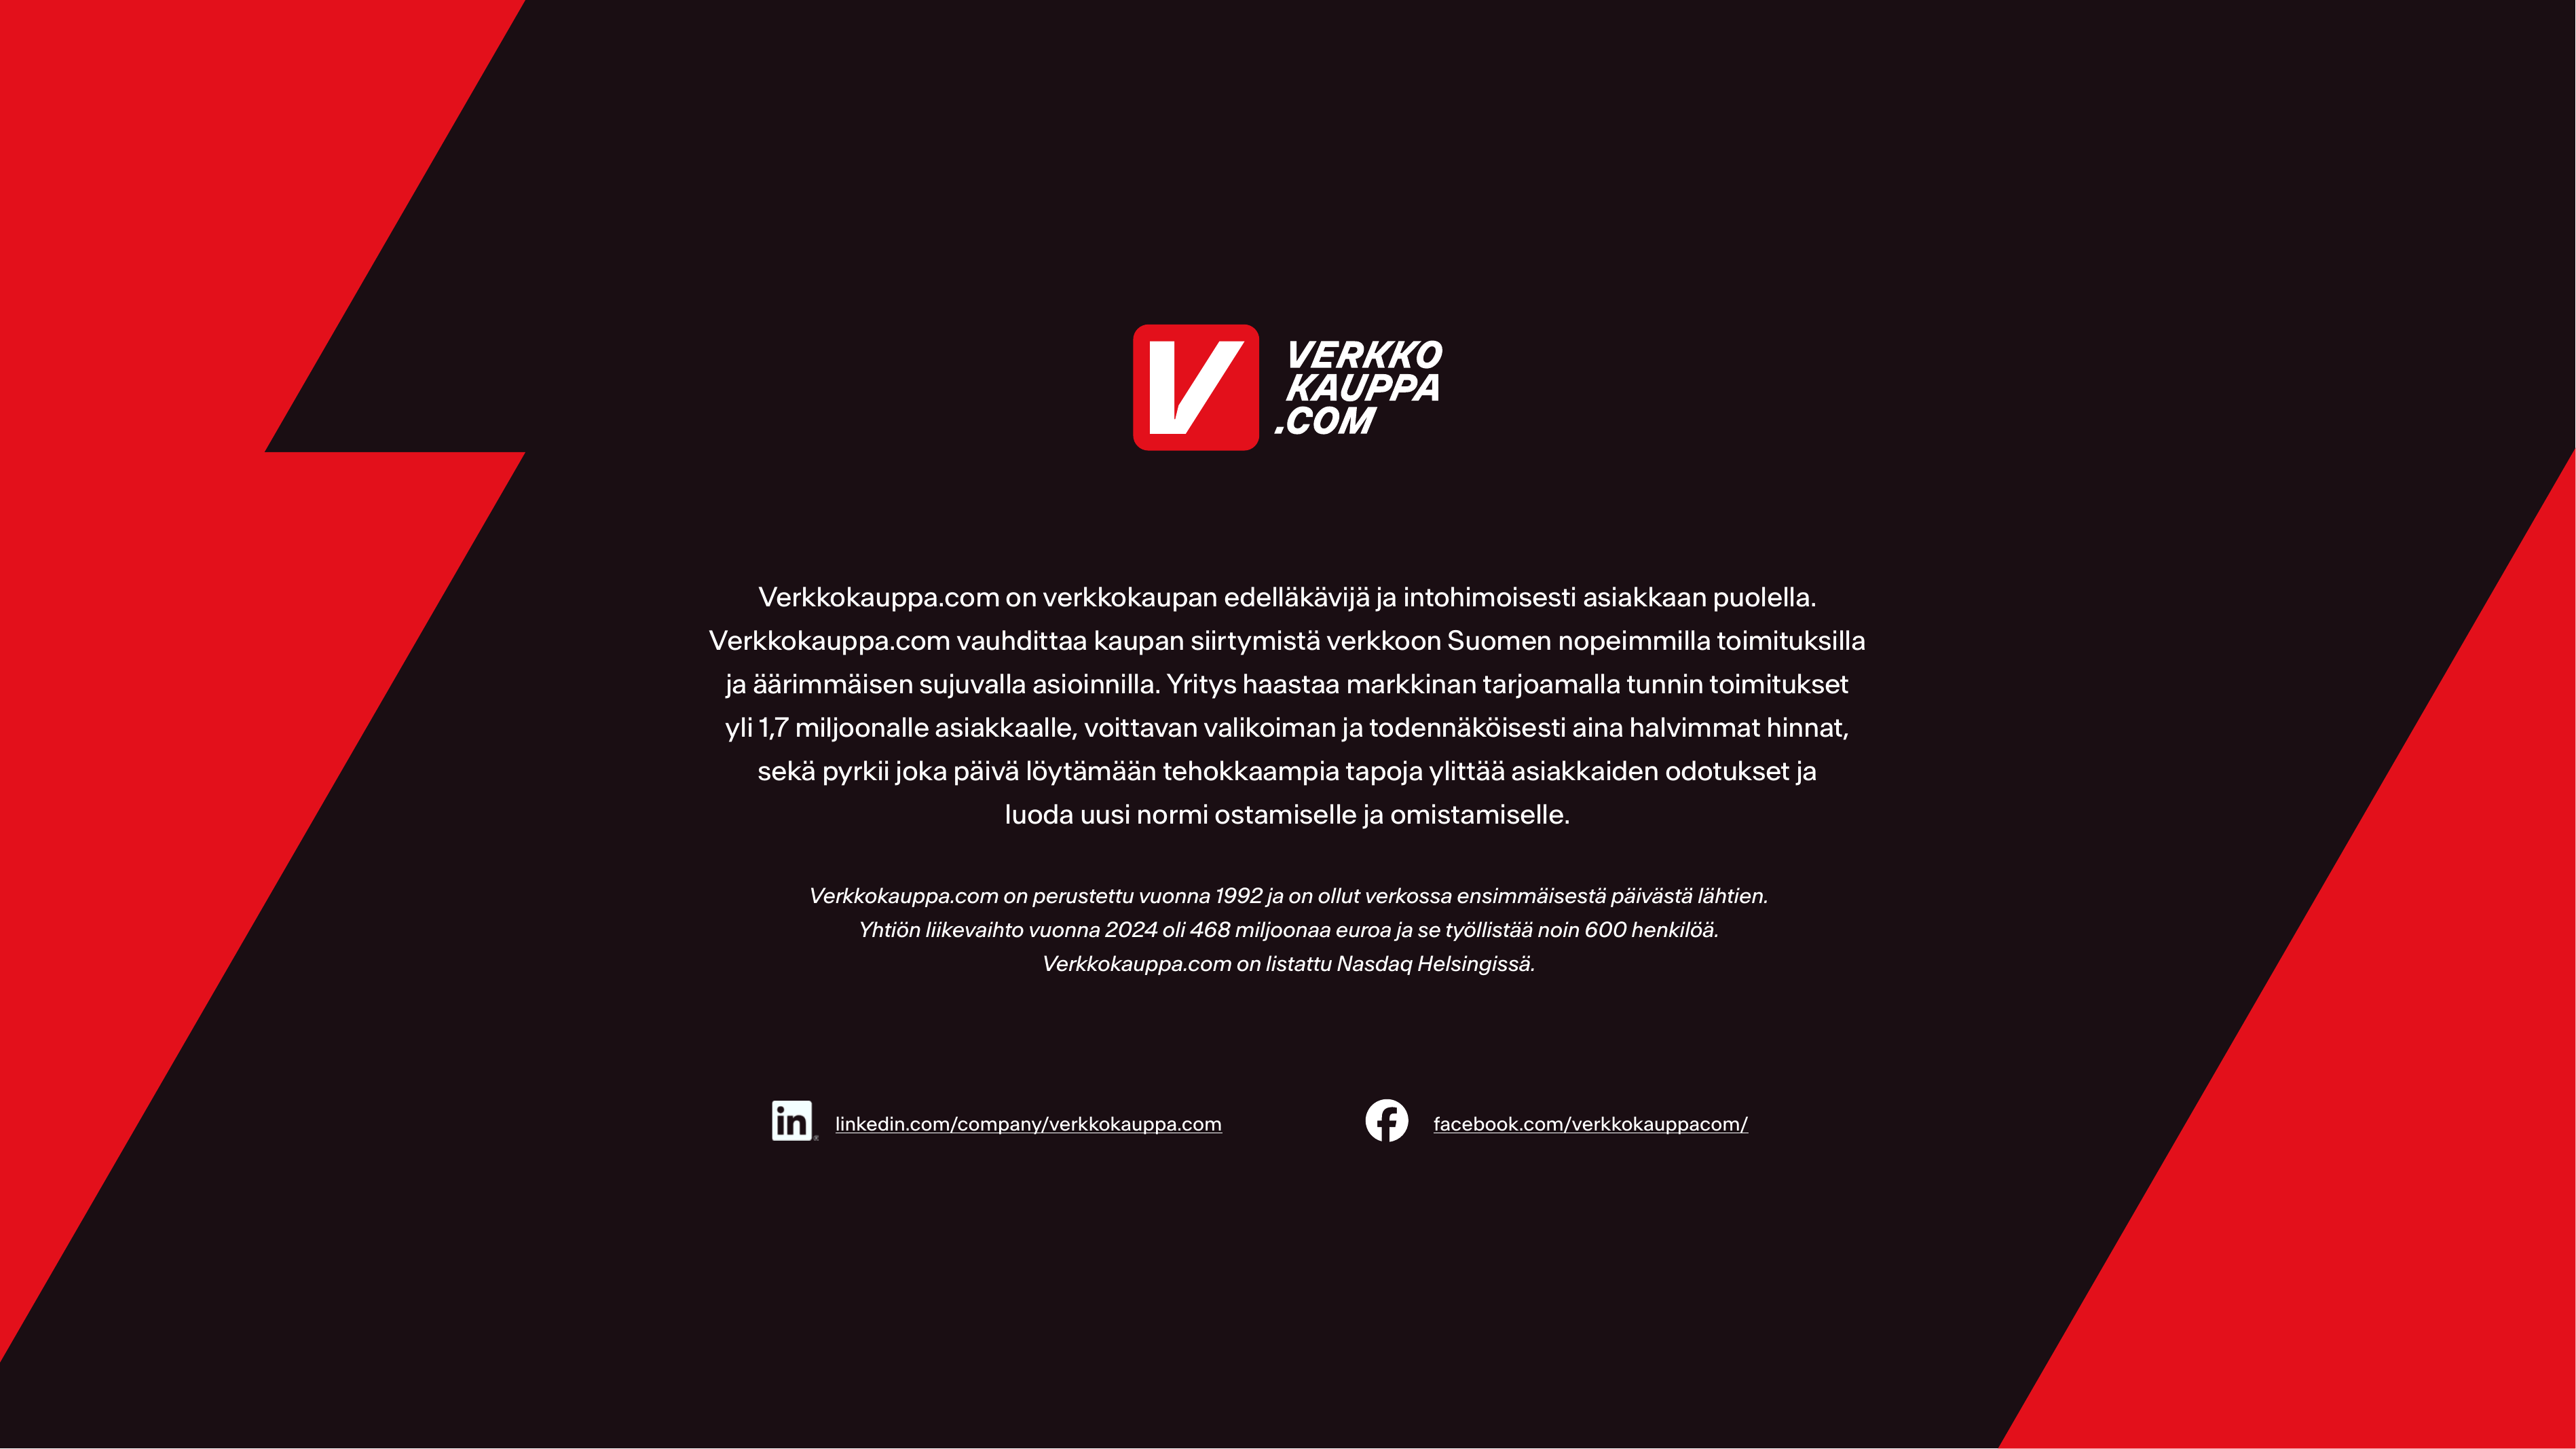 VERKKO
KAUPPA
.COM
Verkkokauppa.com on verkkokaupan edelläkävijä ja intohimoisesti asiakkaan puolella.
Verkkokauppa.com vauhdittaa kaupan siirtymistä verkkoon Suomen nopeimmilla toimituksilla
ja äärimmäisen sujuvalla asioinnilla. Yritys haastaa markkinan tarjoamalla tunnin toimitukset
yli 1,7 miljoonalle asiakkaalle, voittavan valikoiman ja todennäköisesti aina halvimmat hinnat,
sekä pyrkii joka päivä löytämään tehokkaampia tapoja ylittää asiakkaiden odotukset ja
luoda uusi normi ostamiselle ja omistamiselle.
Verkkokauppa.com on perustettu vuonna 1992 ja on ollut verkossa ensimmäisestä päivästä lähtien.
Yhtiön liikevaihto vuonna 2024 oli 468 miljoonaa euroa ja se työllistää noin 600 henkilöä.
Verkkokauppa.com on listattu Nasdaq Helsingissä.
linkedin.com/company/verkkokauppa.com
facebook.com/verkkokauppacom/